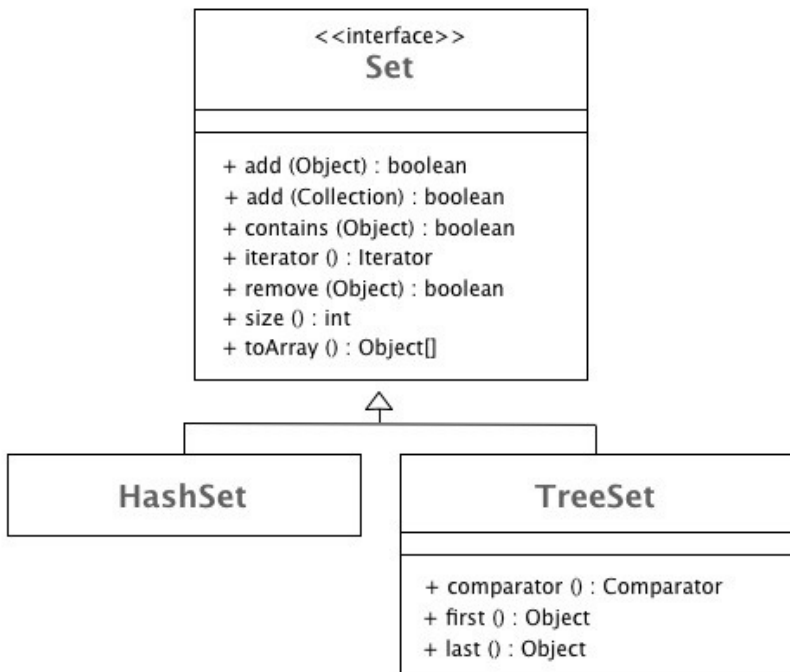 <<interface>>
Set
+ add (Object) : boolean
+ add (Collection) : boolean
+ contains (Object) : boolean
+ iterator () : Iterator
+ remove (Object) : boolean
+ size () : int
+ toArray () : Object[]
HashSet
TreeSet
+ comparator () : Comparator
+ first () : Object
+ last () : Object